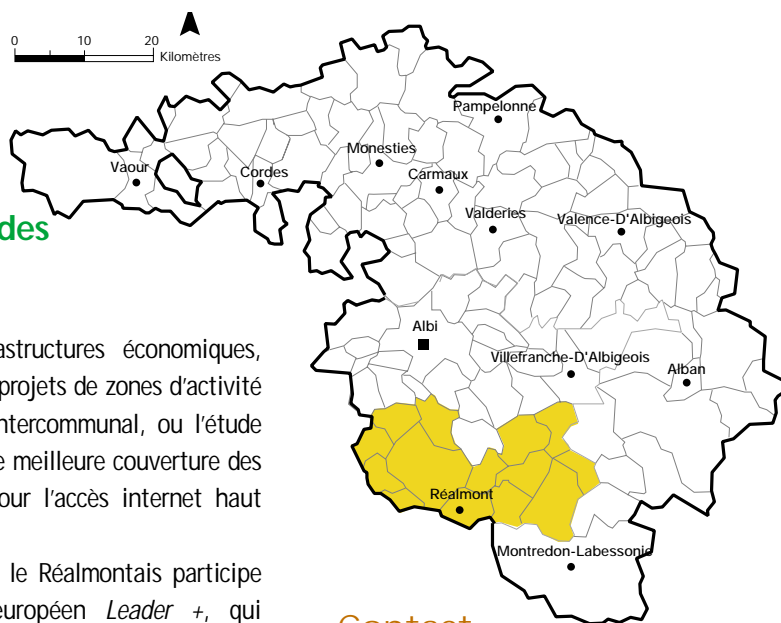 0 10 20
Kilomètres
Pampelonne
Monesties
Vaour
Cordes
Carmaux
Valderies
Valence-D'Albigeois
des
Albi
Villefranche-D'Albigeois
Alban
Réalmont
Montredon-Labessonie
astructures économiques,
projets de zones d'activité
ntercommunal, ou l'étude
e meilleure couverture des
our l'accès internet haut
le Réalmontais participe
européen Leader +, qui
Contact